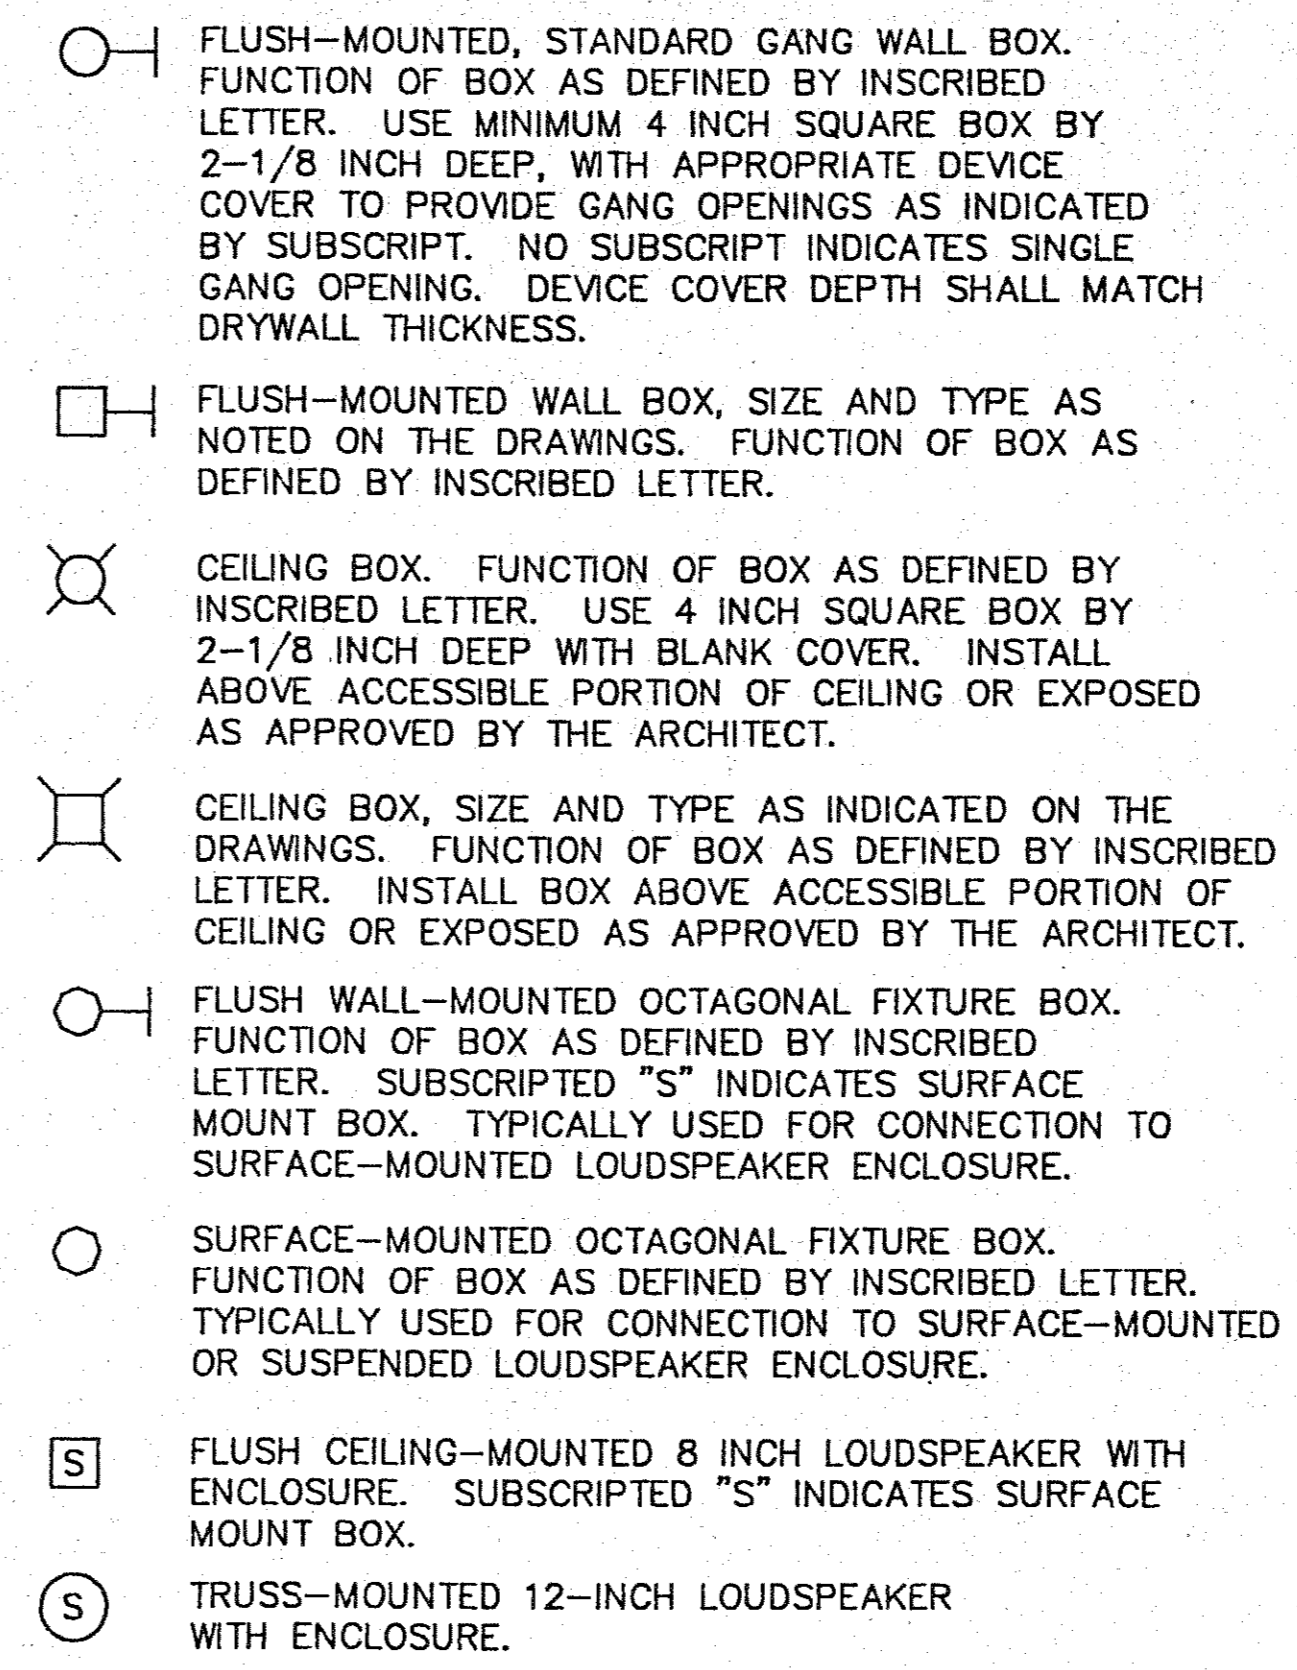 FLUSH-MOUNTED, STANDARD GANG WALL BOX.
FUNCTION OF BOX AS DEFINED BY INSCRIBED
LETTER. USE MINIMUM 4 INCH SQUARE BOX BY
2-1/8 INCH DEEP, WITH APPROPRIATE DEVICE
COVER TO PROVIDE GANG OPENINGS AS INDICATED
BY SUBSCRIPT. NO SUBSCRIPT INDICATES SINGLE
GANG OPENING. DEVICE COVER DEPTH SHALL MATCH
DRYWALL THICKNESS.
FLUSH-MOUNTED WALL BOX, SIZE AND TYPE AS
NOTED ON THE DRAWINGS. FUNCTION OF BOX AS
DEFINED BY INSCRIBED LETTER.
CEILING BOX. FUNCTION OF BOX AS DEFINED BY
INSCRIBED LETTER. USE 4 INCH SQUARE BOX BY
2-1/8 INCH DEEP WITH BLANK COVER. INSTALL
ABOVE ACCESSIBLE PORTION OF CEILING OR EXPOSED
AS APPROVED BY THE ARCHITECT.
CEILING BOX, SIZE AND TYPE AS INDICATED ON THE
DRAWINGS. FUNCTION OF BOX AS DEFINED BY INSCRIBED
LETTER. INSTALL BOX ABOVE ACCESSIBLE PORTION OF
CEILING OR EXPOSED AS APPROVED BY THE ARCHITECT.
FLUSH WALL-MOUNTED OCTAGONAL FIXTURE BOX.
FUNCTION OF BOX AS DEFINED BY INSCRIBED
LETTER. SUBSCRIPTED "S" INDICATES SURFACE
MOUNT BOX. TYPICALLY USED FOR CONNECTION TO
SURFACE-MOUNTED LOUDSPEAKER ENCLOSURE.
SURFACE-MOUNTED OCTAGONAL FIXTURE BOX.
FUNCTION OF BOX AS DEFINED BY INSCRIBED LETTER.
TYPICALLY USED FOR CONNECTION TO SURFACE-MOUNTED
OR SUSPENDED LOUDSPEAKER ENCLOSURE.
S FLUSH CEILING-MOUNTED 8 INCH LOUDSPEAKER WITH
ENCLOSURE. SUBSCRIPTED "S" INDICATES SURFACE
MOUNT BOX.
S TRUSS-MOUNTED 12-INCH LOUDSPEAKER
WITH ENCLOSURE.